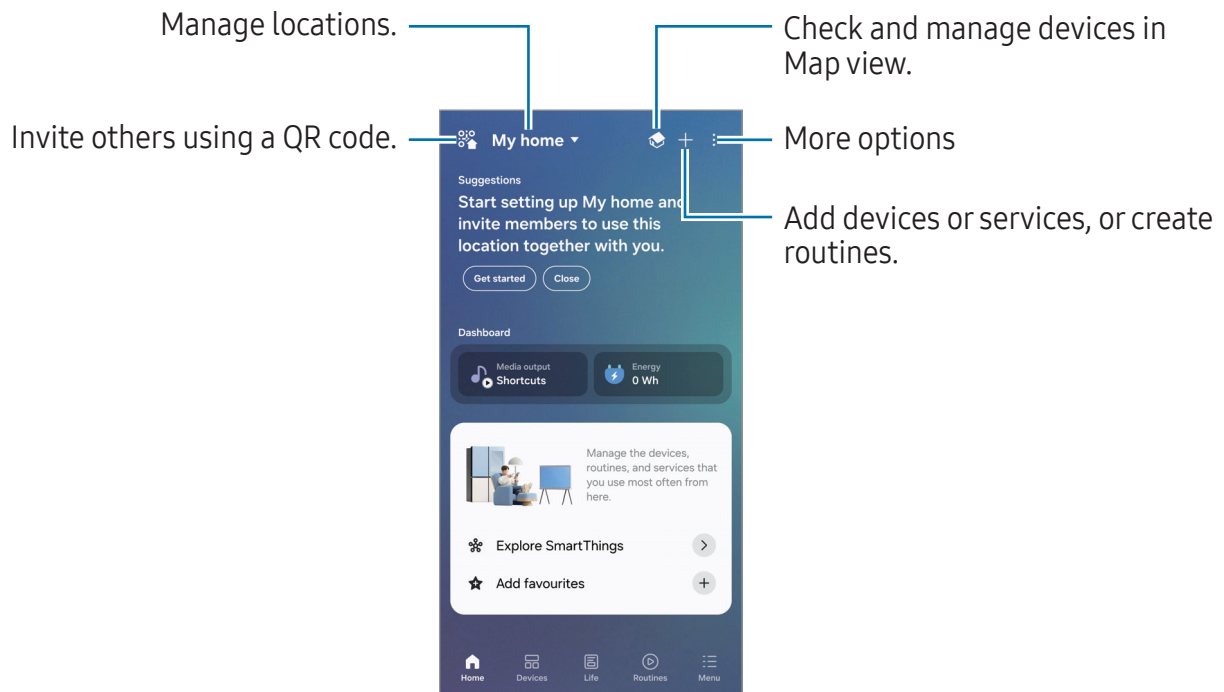 Manage locations.
Check and manage devices in
Map view.
Invite others using a QR code.
My home
More options
Add devices or services, or create
routines.
Suggestions
Start setting up My home and
invite members to use this
location together with you.
Get started
Close
Dashboard
Media output
Shortcuts
Energy
0 Wh
Manage the devices,
routines, and services that
you use most often from
here.
Explore SmartThings
Add favourites
Home
Devices
Life
Routines
Menu